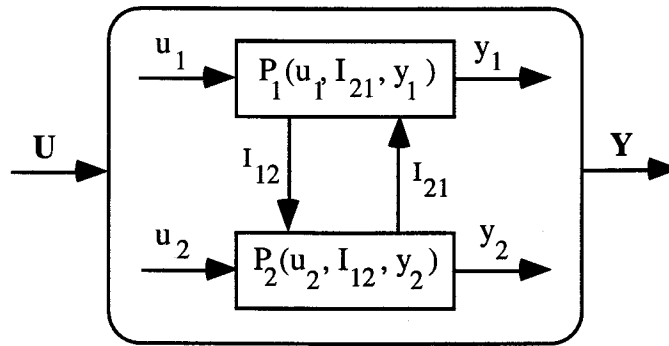 u₁
P₁(u₁, I₂₁, y₁)
y₁
U
I₁₂
I₂₁
Y
u₂
P₂(u₂, I₁₂, y₂)
y₂